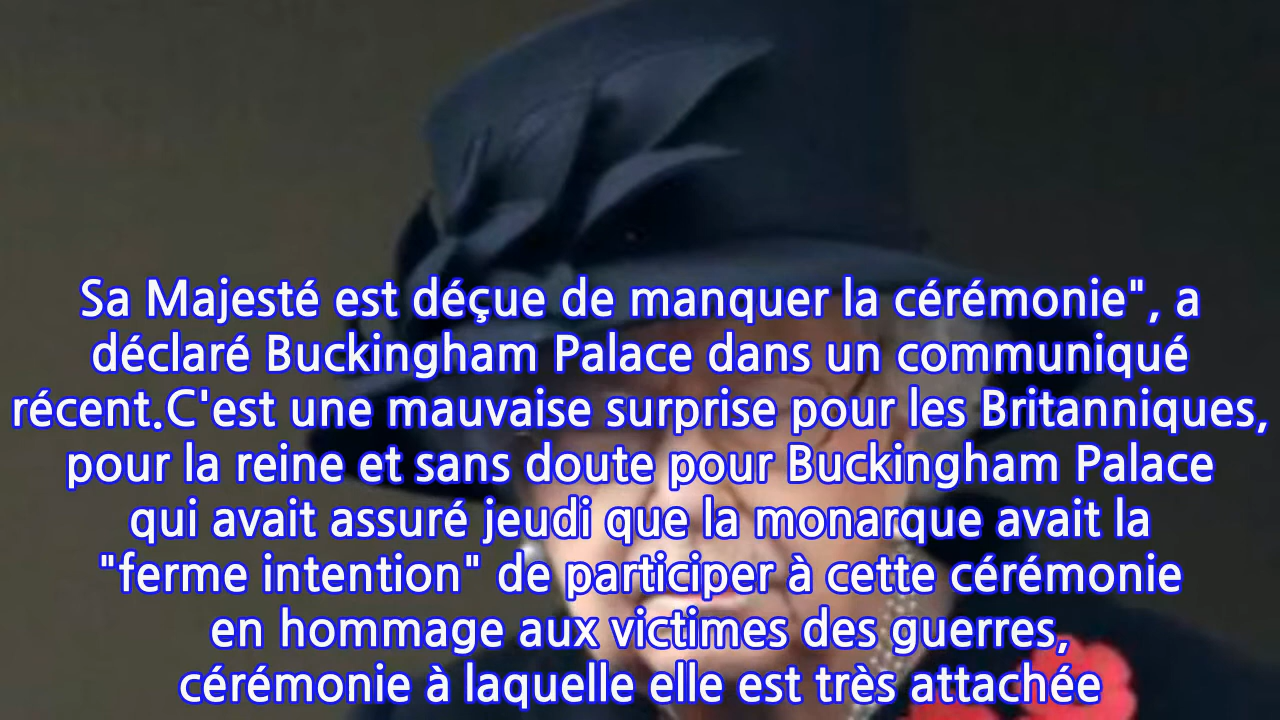 Sa Majesté est déçue de manquer la cérémonie", a
déclaré Buckingham Palace dans un communiqué
récent.C'est une mauvaise surprise pour les Britanniques,
pour la reine et sans doute pour Buckingham Palace
qui avait assuré jeudi que la monarque avait la
"ferme intention" de participer à cette cérémonie
en hommage aux victimes des guerres,
cérémonie à laquelle elle est très attachée